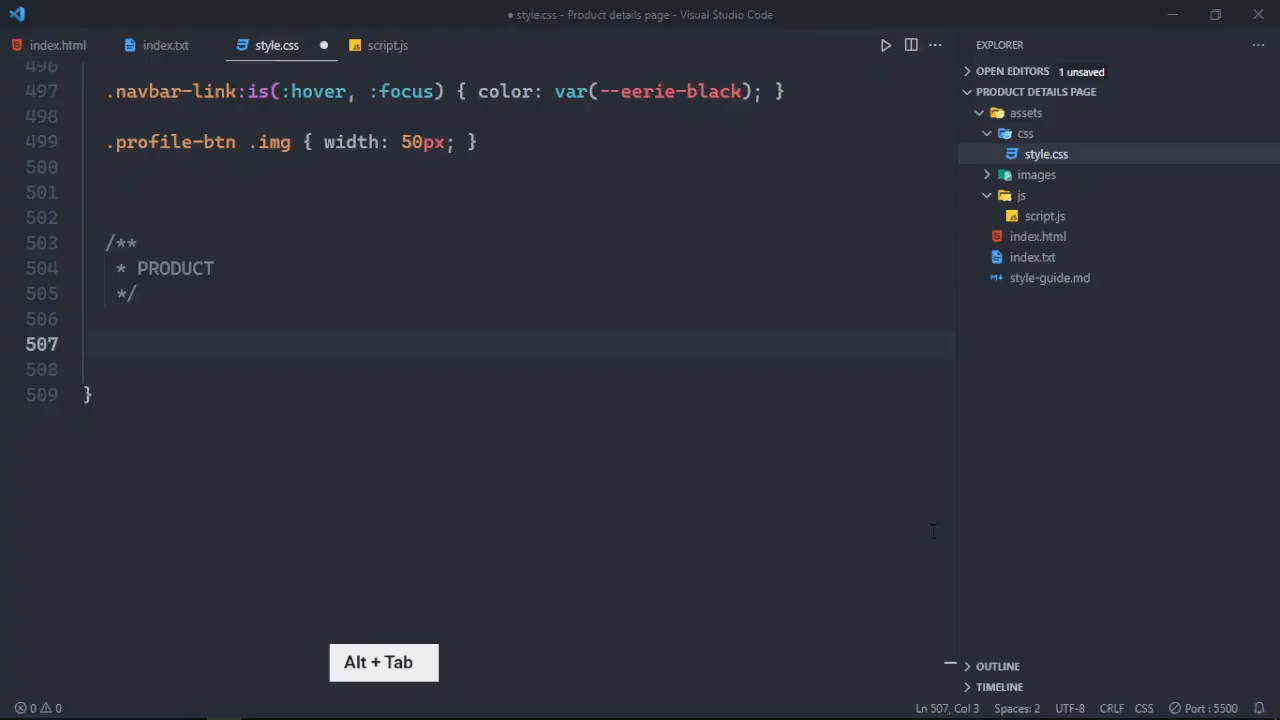 ● style.css - Product details page - Visual Studio Code
index.html
index.txt
style.css
JS script.js
EXPLORER
OPEN EDITORS 1 unsaved
PRODUCT DETAILS PAGE
assets
css
style.css
images
js
JS script.js
index.html
index.txt
style-guide.md
496
497 .navbar-link:is(:hover, :focus) { color: var(--eerie-black); }
498
499 .profile-btn .img { width: 50px; }
500
501
502
503 /**
504 * PRODUCT
505 */
506
507
508
509 }
Alt + Tab
OUTLINE
TIMELINE
0 0
Ln 507, Col 3
Spaces: 2
UTF-8
CRLF
CSS
Port : 5500